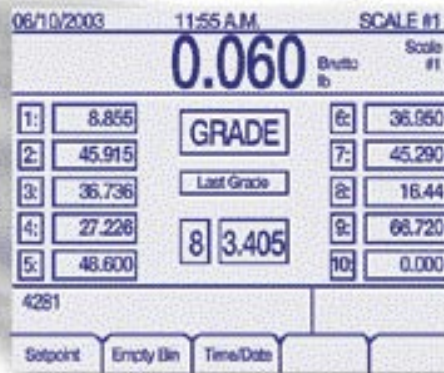 06/10/2003 11:55 A.M. SCALE #1
0.060 Brutto lb Scale #1
1: 8.855
2: 45.915
3: 36.736
4: 27.226
5: 48.600
GRADE
Last Grade
8 3.405
6: 36.950
7: 45.290
8: 16.44
9: 66.720
10: 0.000
4281
Setpoint Empty Bin Time/Date